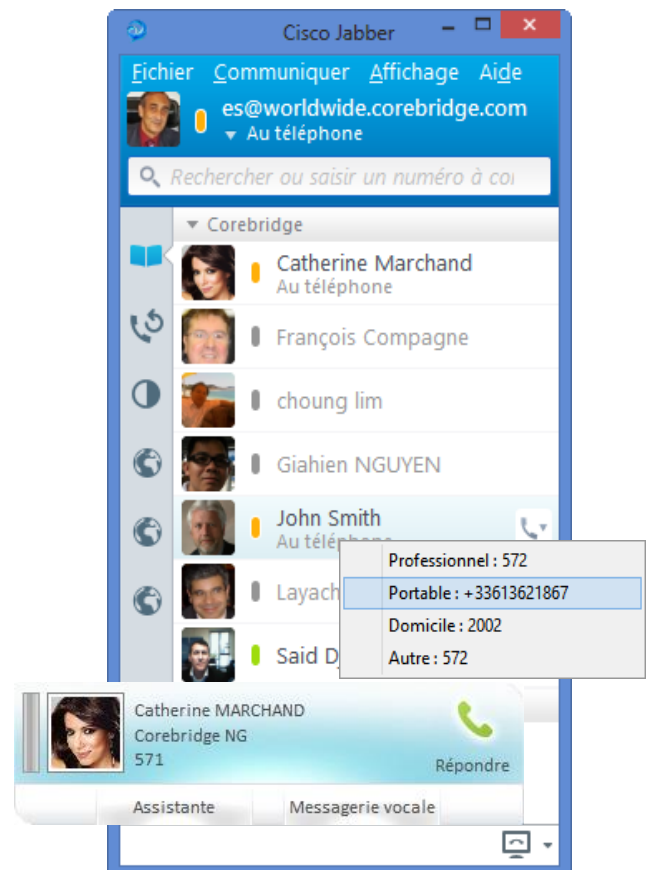 Cisco Jabber
Fichier Communiquer Affichage Aide
es@worldwide.corebridge.com
Au téléphone
Rechercher ou saisir un numéro à co
Corebridge
Catherine Marchand
Au téléphone
François Compagne
choung lim
Giahien NGUYEN
John Smith
Au télép
Professionnel : 572
Portable : +33613621867
Domicile : 2002
Autre : 572
Layach
Said D
Catherine MARCHAND
Corebridge NG
571
Répondre
Assistante Messagerie vocale